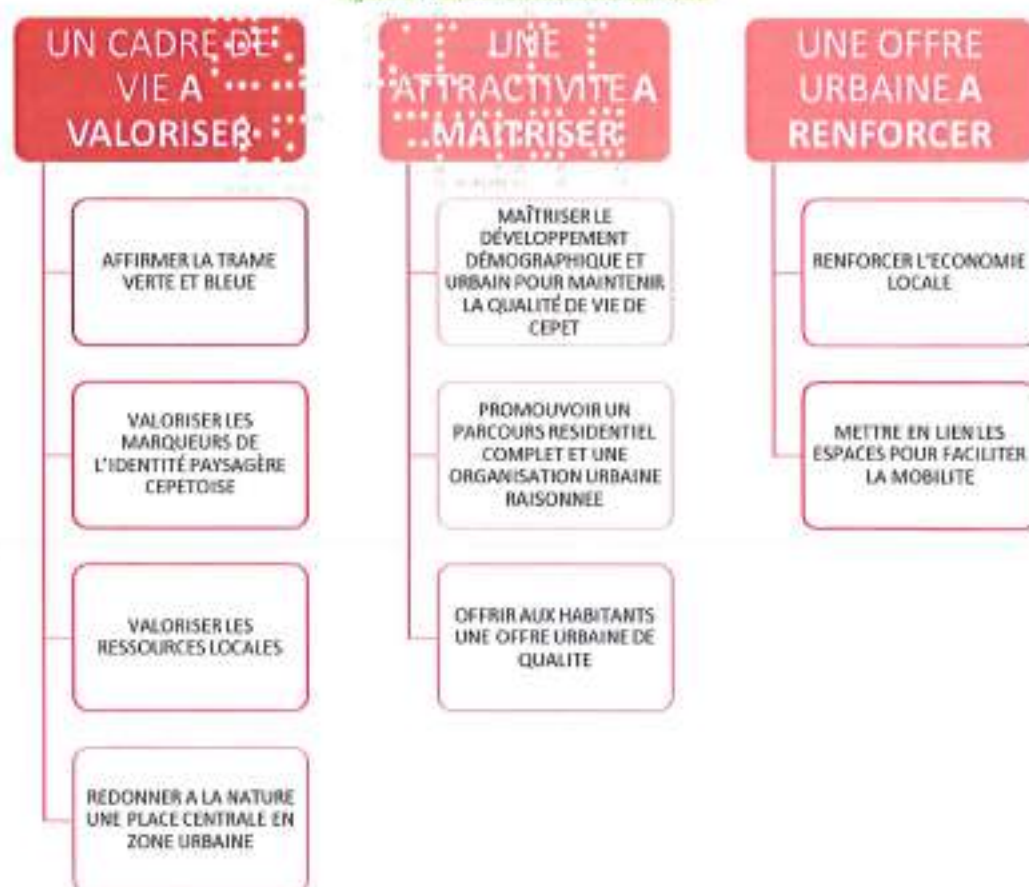 UN CADRE DE
VIE A
VALORISER
AFFIRMER LA TRAME
VERTE ET BLEUE
VALORISER LES
MARQUEURS DE
L'IDENTITÉ PAYSAGÈRE
CEPETOISE
VALORISER LES
RESSOURCES LOCALES
REDONNER A LA NATURE
UNE PLACE CENTRALE EN
ZONE URBAINE
UNE
ATTRACTIVITE A
MAITRISER
MAÎTRISER LE
DÉVELOPPEMENT
DÉMOGRAPHIQUE ET
URBAIN POUR MAINTENIR
LA QUALITÉ DE VIE DE
CEPET
PROMOUVOIR UN
PARCOURS RESIDENTIEL
COMPLET ET UNE
ORGANISATION URBAINE
RAISONNEE
OFFRIR AUX HABITANTS
UNE OFFRE URBAINE DE
QUALITE
UNE OFFRE
URBAINE A
RENFORCER
RENFORCER L'ECONOMIE
LOCALE
METTRE EN LIEN LES
ESPACES POUR FACILITER
LA MOBILITE